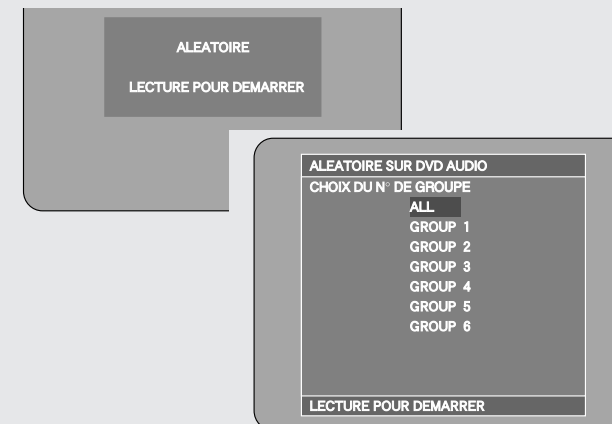 ALEATOIRE
LECTURE POUR DEMARRER
ALEATOIRE SUR DVD AUDIO
CHOIX DU N° DE GROUPE
ALL
GROUP 1
GROUP 2
GROUP 3
GROUP 4
GROUP 5
GROUP 6
LECTURE POUR DEMARRER